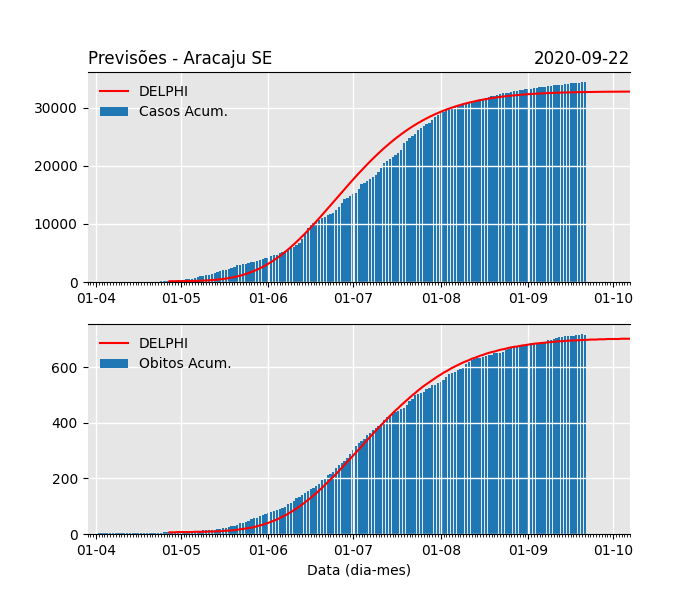 Previsões - Aracaju SE 2020-09-22
DELPHI
Casos Acum.
30000
20000
10000
0
01-04 01-05 01-06 01-07 01-08 01-09 01-10
DELPHI
Obitos Acum.
600
400
200
0
01-04 01-05 01-06 01-07 01-08 01-09 01-10
Data (dia-mes)